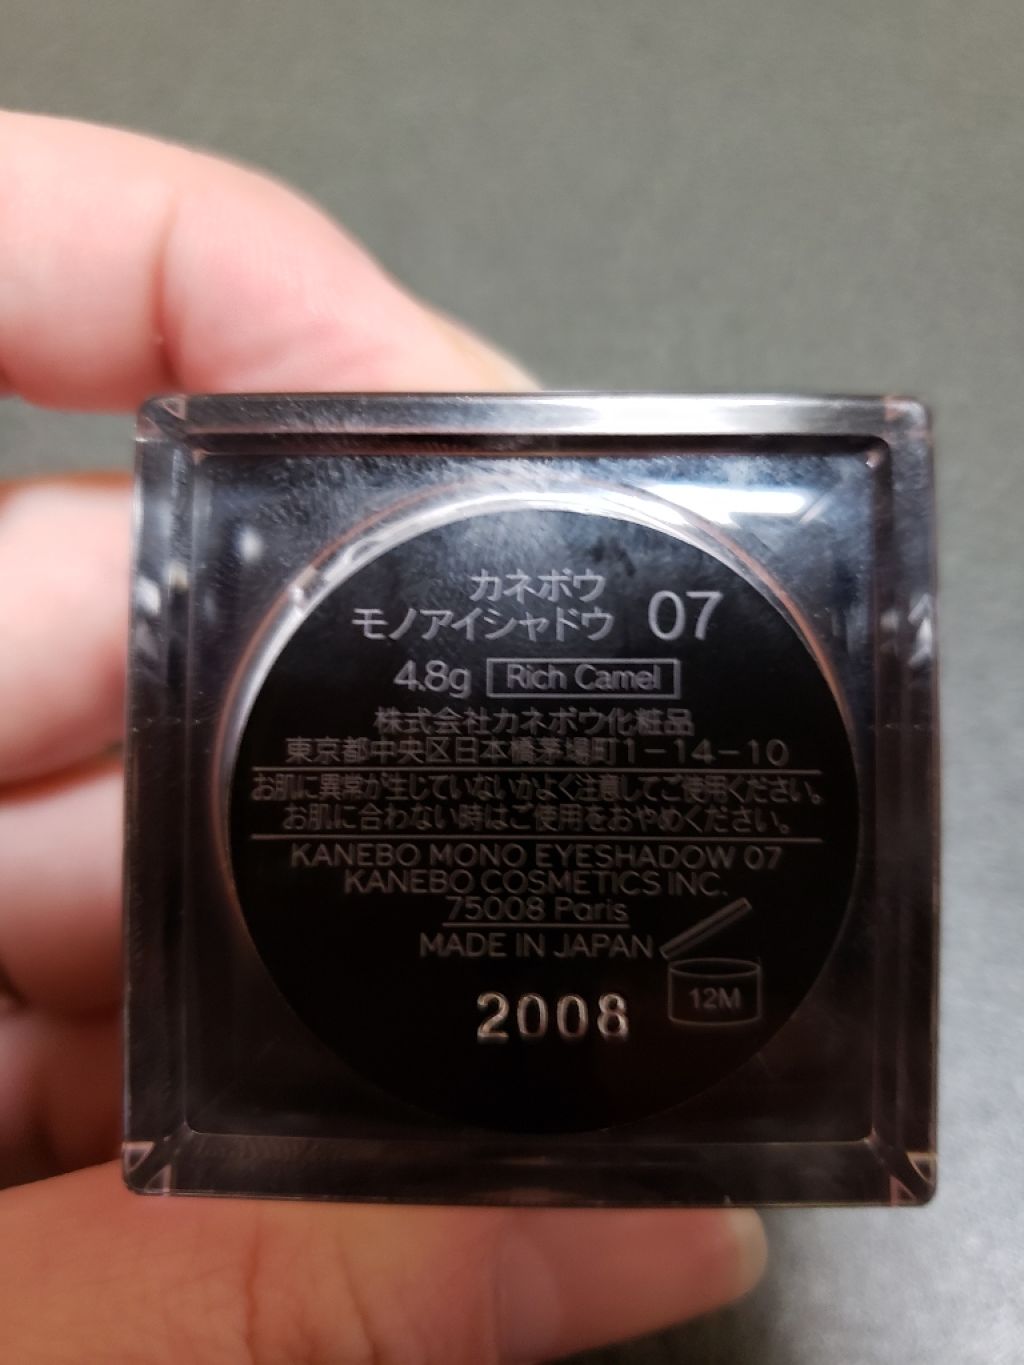 カネボウ
モノアイシャドウ 07
4.8g Rich Camel
株式会社カネボウ化粧品
東京都中央区日本橋茅場町1-14-10
お肌に異常が生じていないかよく注意してご使用ください。
お肌に合わない時はご使用をおやめください。
KANEBO MONO EYESHADOW 07
KANEBO COSMETICS INC.
75008 Paris
MADE IN JAPAN
12M
2008